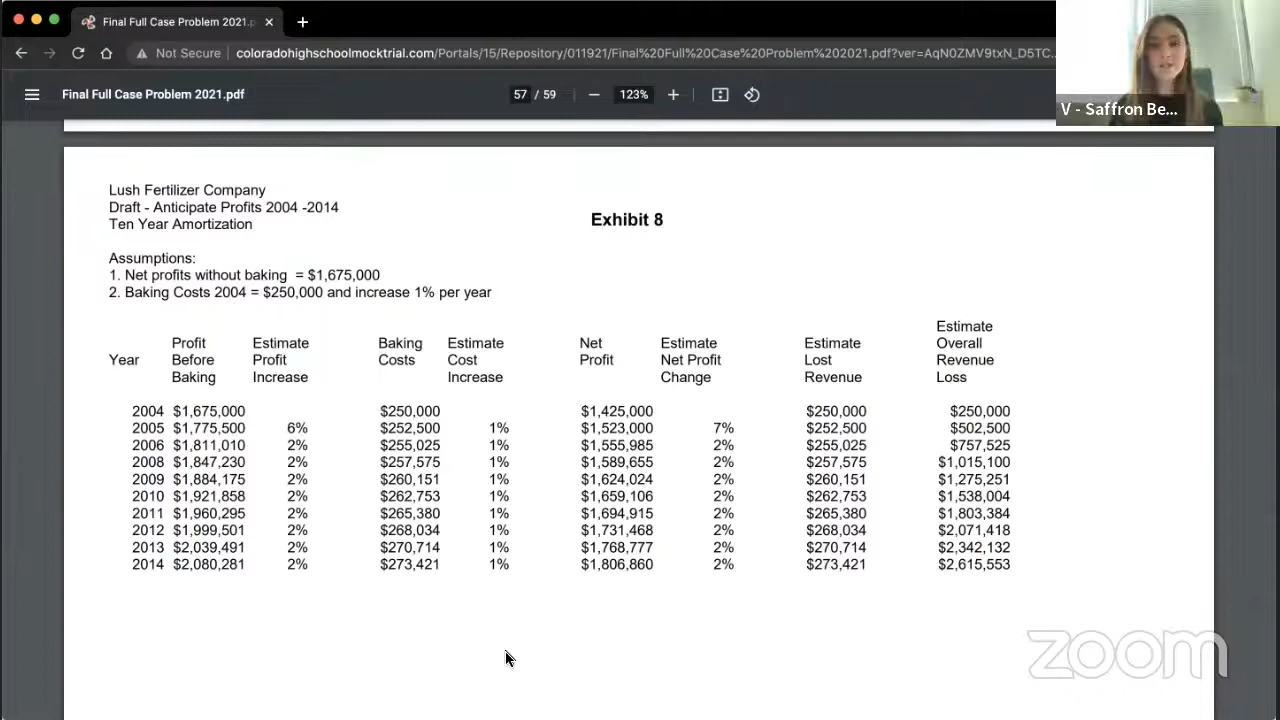 Final Full Case Problem 2021.p
Not Secure coloradohighschoolmocktrial.com/Portals/15/Repository/011921/Final%20Full%20Case%20Problem%202021.pdf?ver=AqN0ZMV9txN_D5TC...
Final Full Case Problem 2021.pdf 57 / 59 123%
V - Saffron Be...
Lush Fertilizer Company
Draft - Anticipate Profits 2004 -2014
Ten Year Amortization
Exhibit 8
Assumptions:
1. Net profits without baking = $1,675,000
2. Baking Costs 2004 = $250,000 and increase 1% per year
Estimate
Profit Estimate Baking Estimate Net Estimate Estimate Overall
Year Before Profit Costs Cost Profit Net Profit Lost Revenue
Baking Increase Increase Change Revenue Loss
2004 $1,675,000 $250,000 $1,425,000 $250,000 $250,000
2005 $1,775,500 6% $252,500 1% $1,523,000 7% $252,500 $502,500
2006 $1,811,010 2% $255,025 1% $1,555,985 2% $255,025 $757,525
2008 $1,847,230 2% $257,575 1% $1,589,655 2% $257,575 $1,015,100
2009 $1,884,175 2% $260,151 1% $1,624,024 2% $260,151 $1,275,251
2010 $1,921,858 2% $262,753 1% $1,659,106 2% $262,753 $1,538,004
2011 $1,960,295 2% $265,380 1% $1,694,915 2% $265,380 $1,803,384
2012 $1,999,501 2% $268,034 1% $1,731,468 2% $268,034 $2,071,418
2013 $2,039,491 2% $270,714 1% $1,768,777 2% $270,714 $2,342,132
2014 $2,080,281 2% $273,421 1% $1,806,860 2% $273,421 $2,615,553
zoom